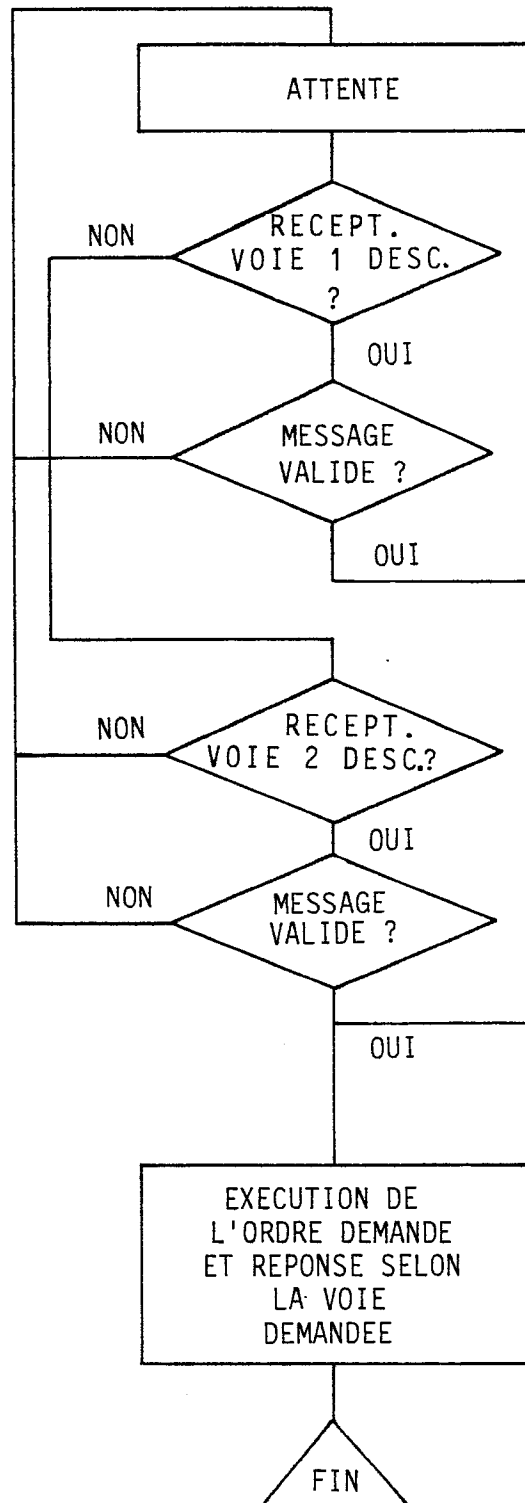 ATTENTE
RECEPT.
NON
VOIE 1 DESC.
?
OUI
NON
MESSAGE
VALIDE ?
OUI
NON
RECEPT.
VOIE 2 DESC.?
OUI
NON
MESSAGE
VALIDE ?
OUI
EXECUTION DE
L'ORDRE DEMANDE
ET REPONSE SELON
LA VOIE
DEMANDEE
FIN